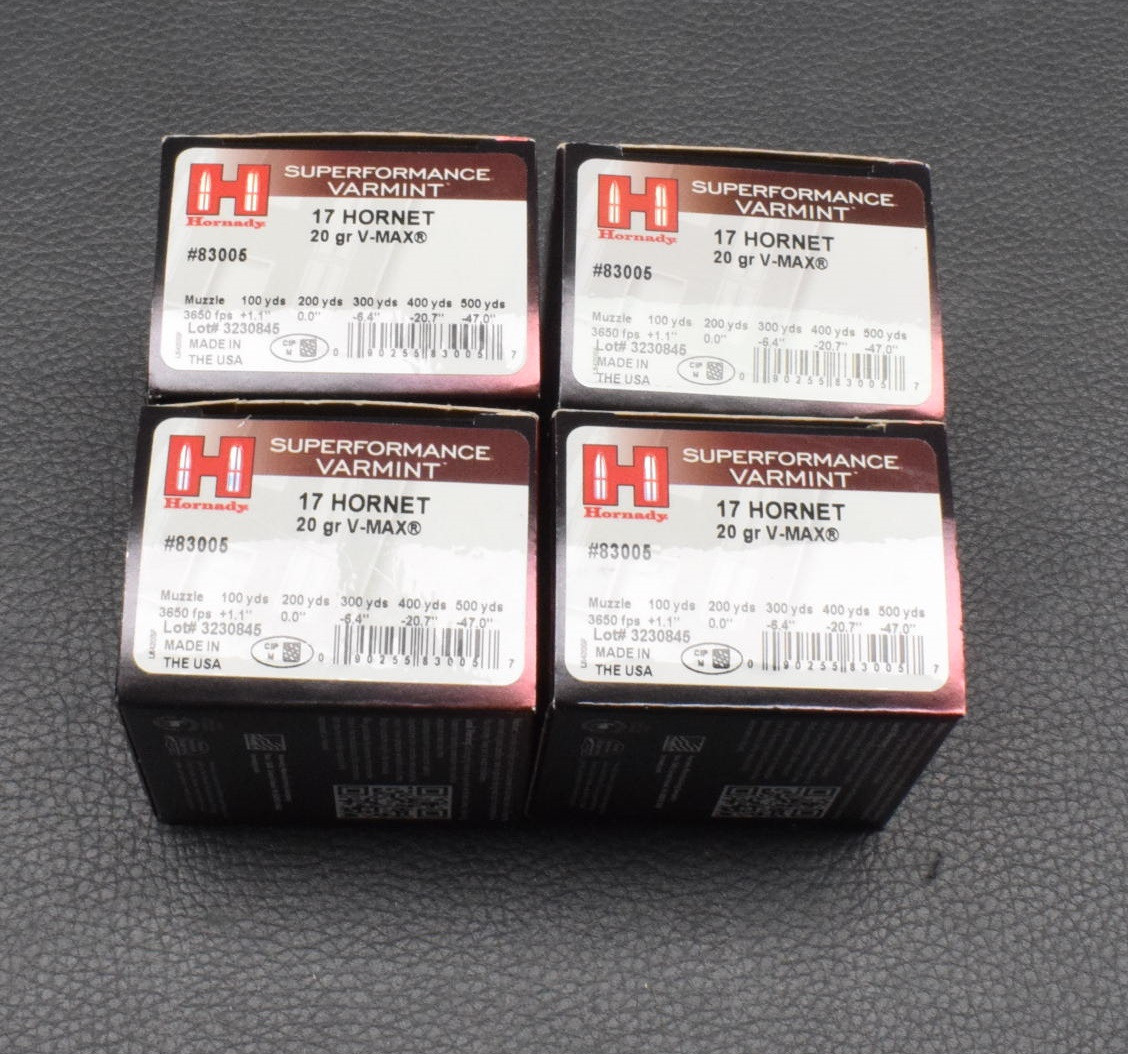 SUPERFORMANCE
VARMINT™
Hornady
17 HORNET
20 gr V-MAX®
#83005
Muzzle 100 yds 200 yds 300 yds 400 yds 500 yds
3650 fps +1.1" 0.0" -6.4" -20.7" -47.0"
Lot# 3230845
MADE IN
THE USA
CIP
M
0 90255 83005 7
SUPERFORMANCE
VARMINT™
Hornady
17 HORNET
20 gr V-MAX®
#83005
Muzzle 100 yds 200 yds 300 yds 400 yds 500 yds
3650 fps +1.1" 0.0" -6.4" -20.7" -47.0"
Lot# 3230845
MADE IN
THE USA
CIP
M
0 90255 83005 7
SUPERFORMANCE
VARMINT™
Hornady
17 HORNET
20 gr V-MAX®
#83005
Muzzle 100 yds 200 yds 300 yds 400 yds 500 yds
3650 fps +1.1" 0.0" -6.4" -20.7" -47.0"
Lot# 3230845
MADE IN
THE USA
CIP
M
0 90255 83005 7
SUPERFORMANCE
VARMINT™
Hornady
17 HORNET
20 gr V-MAX®
#83005
Muzzle 100 yds 200 yds 300 yds 400 yds 500 yds
3650 fps +1.1" 0.0" -6.4" -20.7" -47.0"
Lot# 3230845
MADE IN
THE USA
CIP
M
0 90255 83005 7